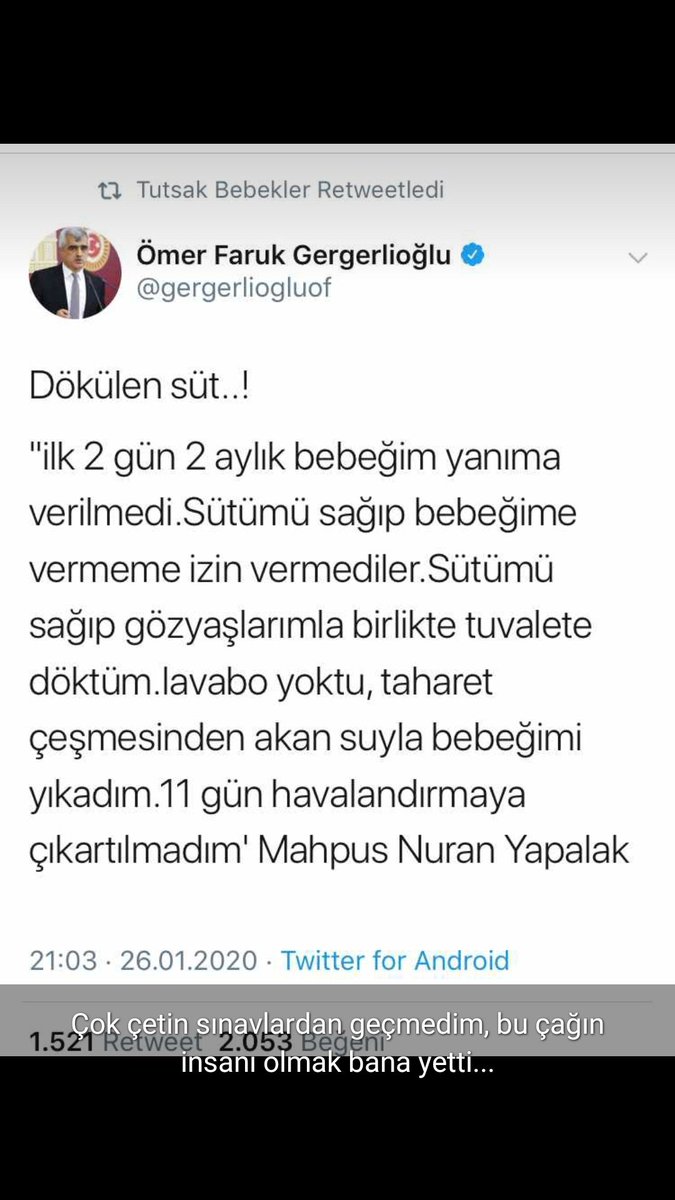 Tutsak Bebekler Retweetledi
Ömer Faruk Gergerlioğlu
@gergerliogluof
Dökülen süt..!
"ilk 2 gün 2 aylık bebeğim yanıma
verilmedi.Sütümü sağıp bebeğime
vermeme izin vermediler.Sütümü
sağıp gözyaşlarımla birlikte tuvalete
döktüm.lavabo yoktu, taharet
çeşmesinden akan suyla bebeğimi
yıkadım.11 gün havalandırmaya
çıkartılmadım' Mahpus Nuran Yapalak
21:03 · 26.01.2020 · Twitter for Android
Çok çetin sınavlardan geçmedim, bu çağın
1.521 Retweet 2.053 Beğeni
insanı olmak bana yetti...